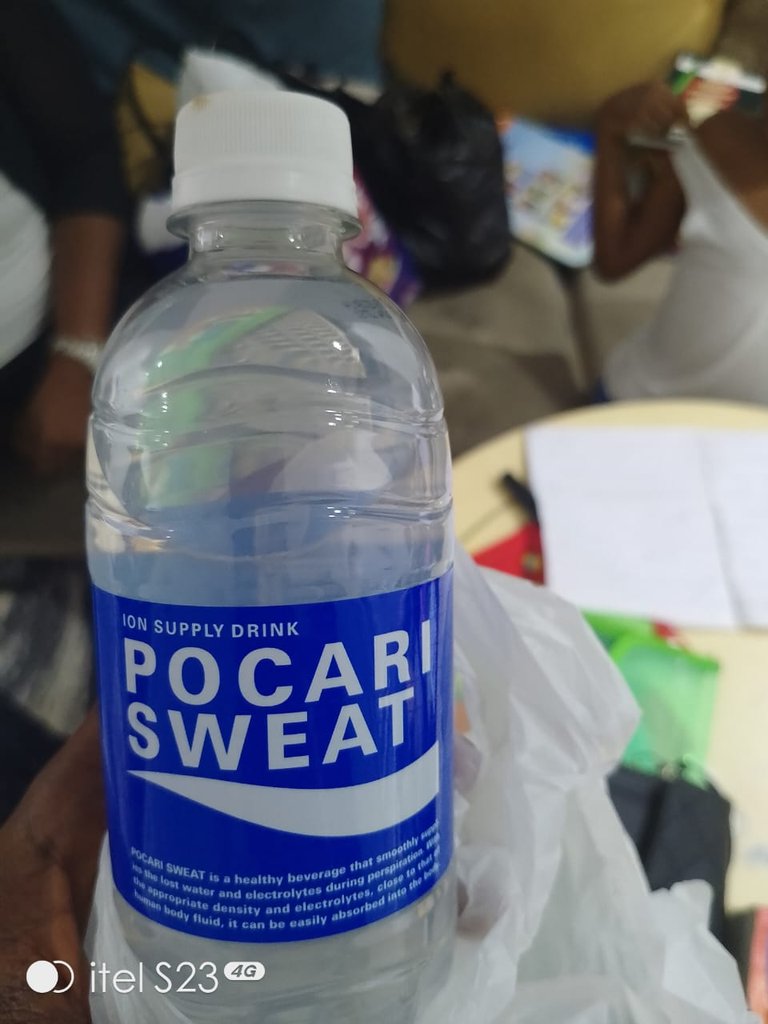 ION SUPPLY DRINK
POCARI
SWEAT
POCARI SWEAT is a healthy beverage that smoothly
the lost water and electrolytes during perspiration.
the appropriate density and electrolytes, close to that
human body fluid, it can be easily absorbed into the
itel S23 4G